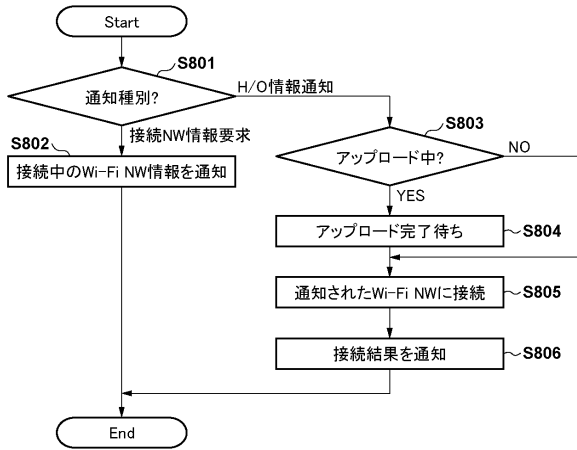 Start
S801
通知種別?
H/O情報通知
接続NW情報要求
S802
接続中のWi-Fi NW情報を通知
S803
アップロード中?
NO
YES
アップロード完了待ち
S804
通知されたWi-Fi NWに接続
S805
接続結果を通知
S806
End